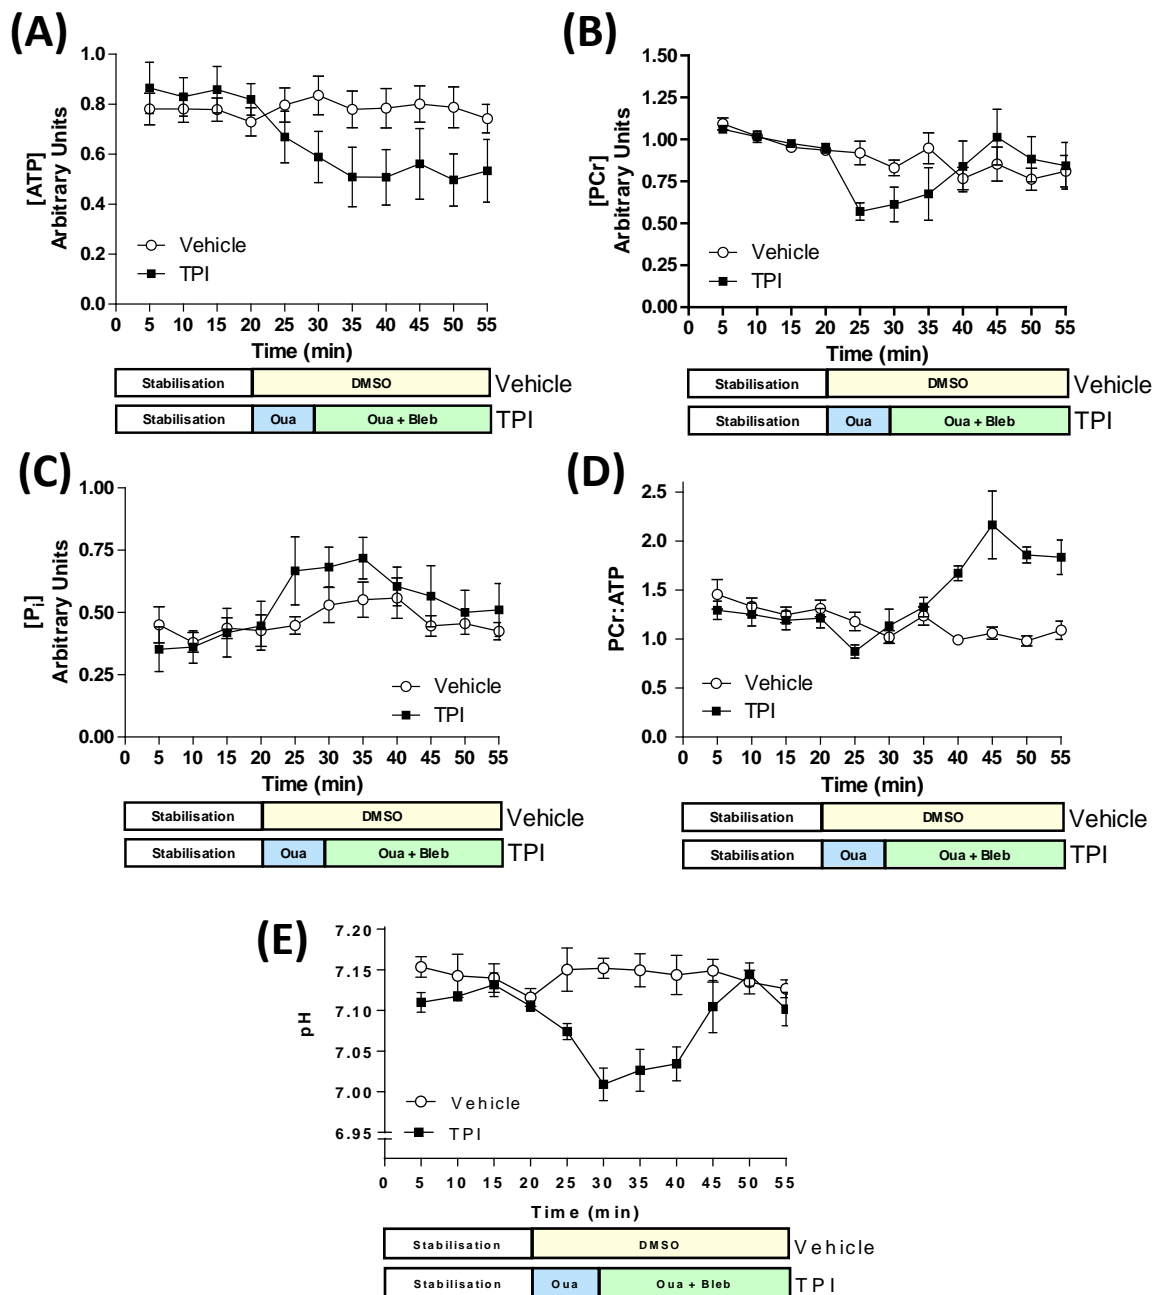 (A)
[ATP]
Arbitrary Units
1.0
0.8
0.6
0.4
0.2
0.0
Vehicle
TPI
0 5 10 15 20 25 30 35 40 45 50 55
Time (min)
Stabilisation DMSO Vehicle
Stabilisation Oua Oua + Bleb TPI
(B)
[PCr]
Arbitrary Units
1.50
1.25
1.00
0.75
0.50
0.25
0.00
Vehicle
TPI
0 5 10 15 20 25 30 35 40 45 50 55
Time (min)
Stabilisation DMSO Vehicle
Stabilisation Oua Oua + Bleb TPI
(C)
[Pi]
Arbitrary Units
1.00
0.75
0.50
0.25
0.00
Vehicle
TPI
0 5 10 15 20 25 30 35 40 45 50 55
Time (min)
Stabilisation DMSO Vehicle
Stabilisation Oua Oua + Bleb TPI
(D)
PCr:ATP
2.5
2.0
1.5
1.0
0.5
0.0
Vehicle
TPI
0 5 10 15 20 25 30 35 40 45 50 55
Time (min)
Stabilisation DMSO Vehicle
Stabilisation Oua Oua + Bleb TPI
(E)
pH
7.20
7.15
7.10
7.05
7.00
6.95
Vehicle
TPI
0 5 10 15 20 25 30 35 40 45 50 55
Time (min)
Stabilisation DMSO Vehicle
Stabilisation Oua Oua + Bleb TPI